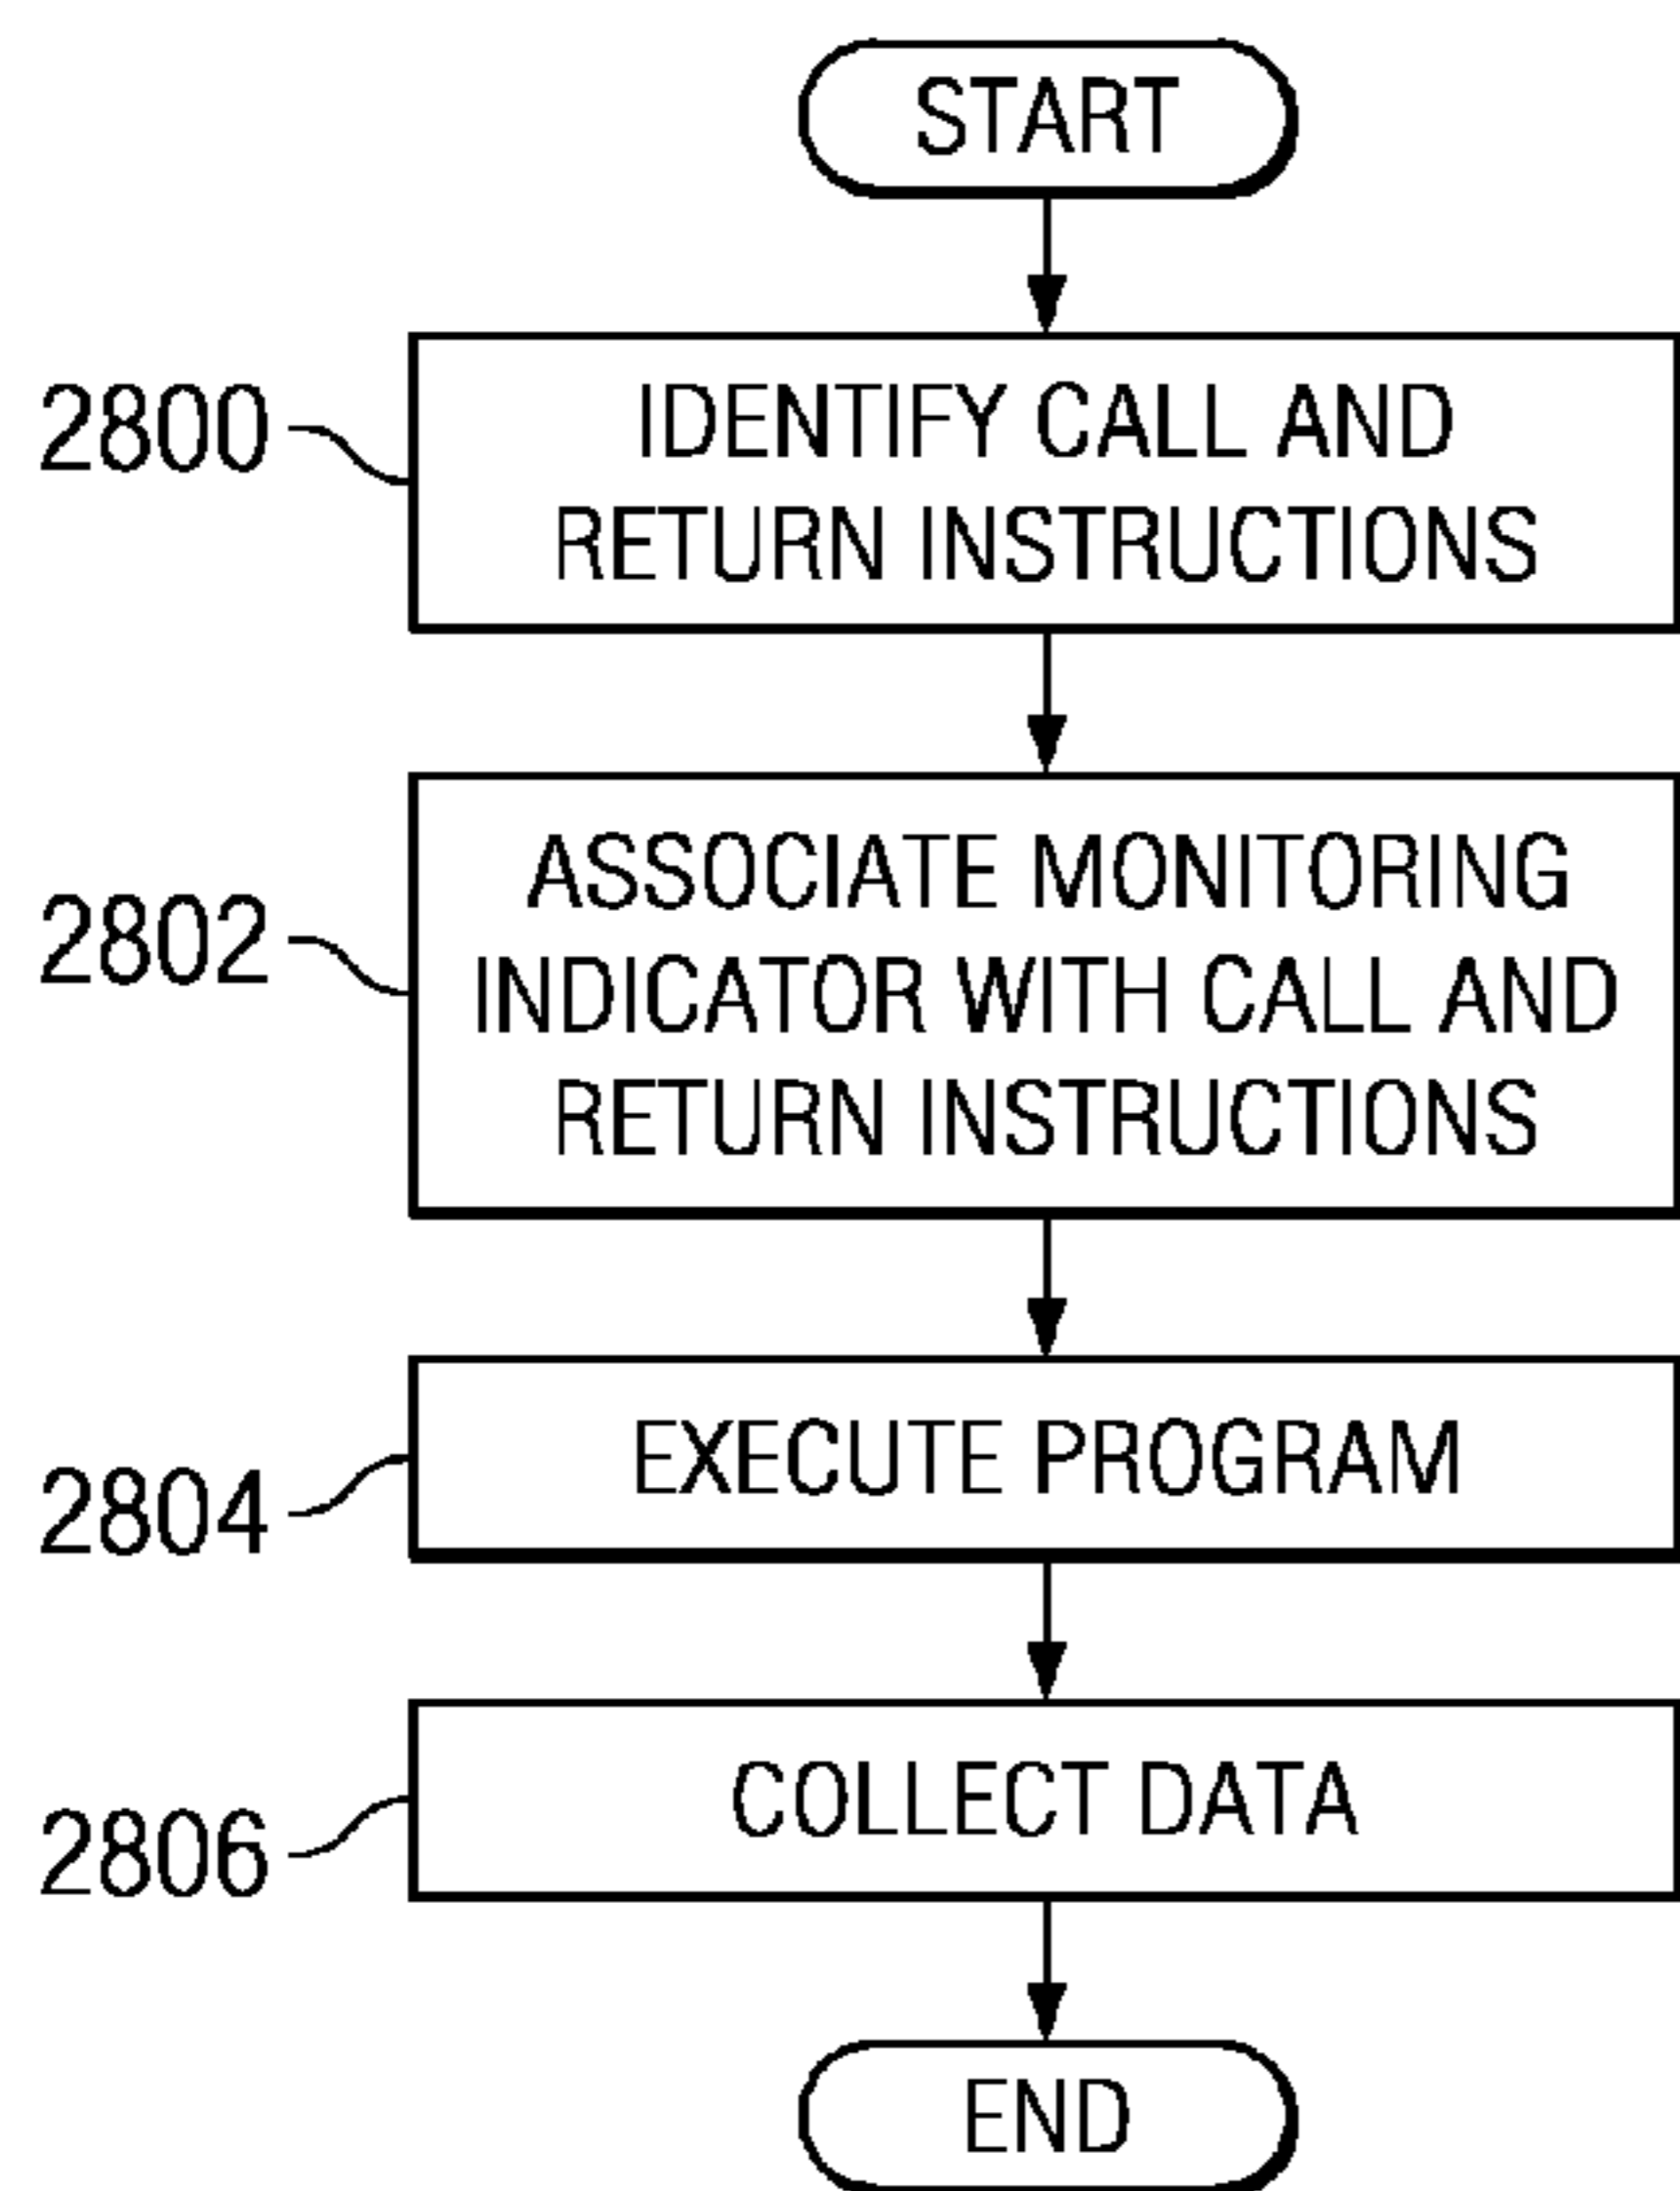 START
2800
IDENTIFY CALL AND
RETURN INSTRUCTIONS
2802
ASSOCIATE MONITORING
INDICATOR WITH CALL AND
RETURN INSTRUCTIONS
2804
EXECUTE PROGRAM
2806
COLLECT DATA
END